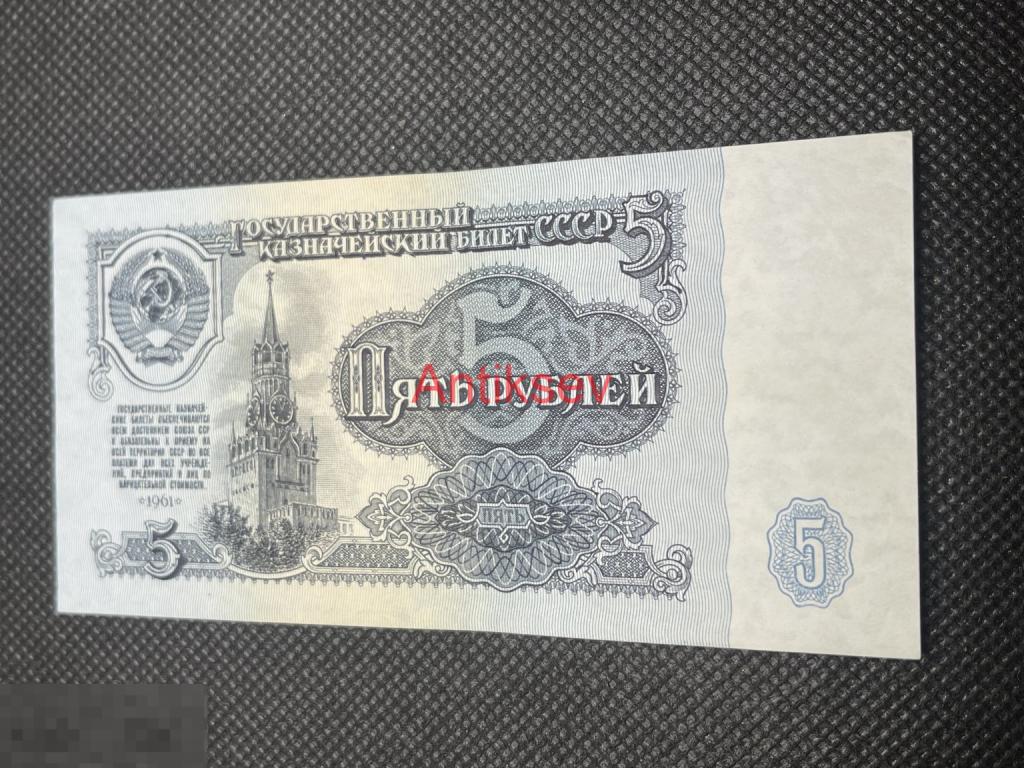 Государственный
казначейский билет СССР 5
5
Пять рублей
Antiksev
Государственные казначей-
ские билеты обеспечиваются
всем достоянием Союза ССР
и обязательны к приему на
всей территории СССР во все
платежи для всех учрежде-
ний, предприятий и лиц по
нарицательной стоимости.
1961
5
ПЯТЬ
5